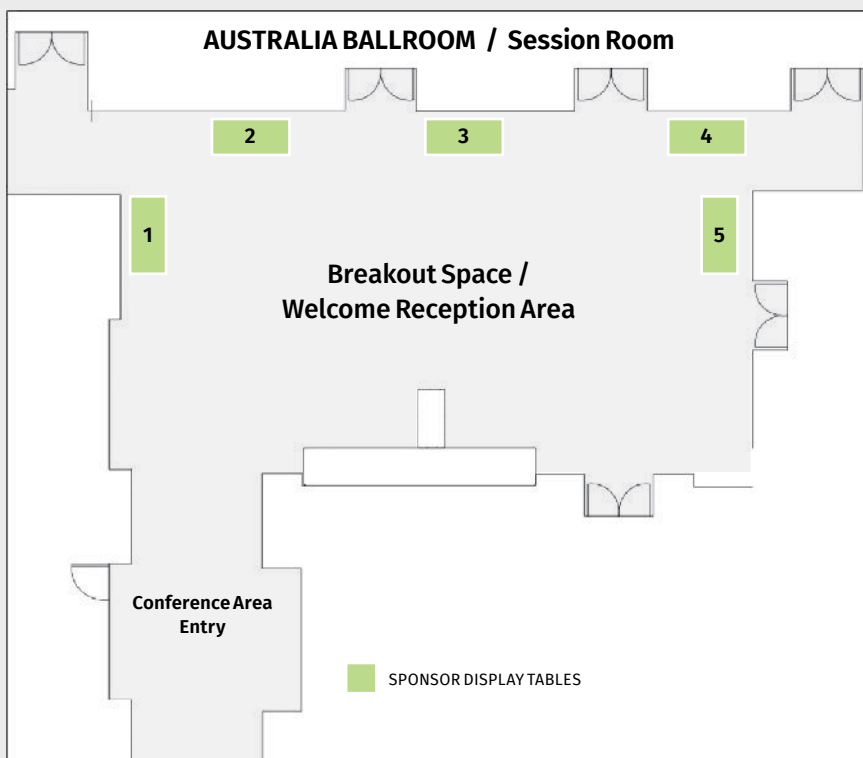 AUSTRALIA BALLROOM / Session Room
2
3
4
1
5
Breakout Space /
Welcome Reception Area
Conference Area
Entry
SPONSOR DISPLAY TABLES